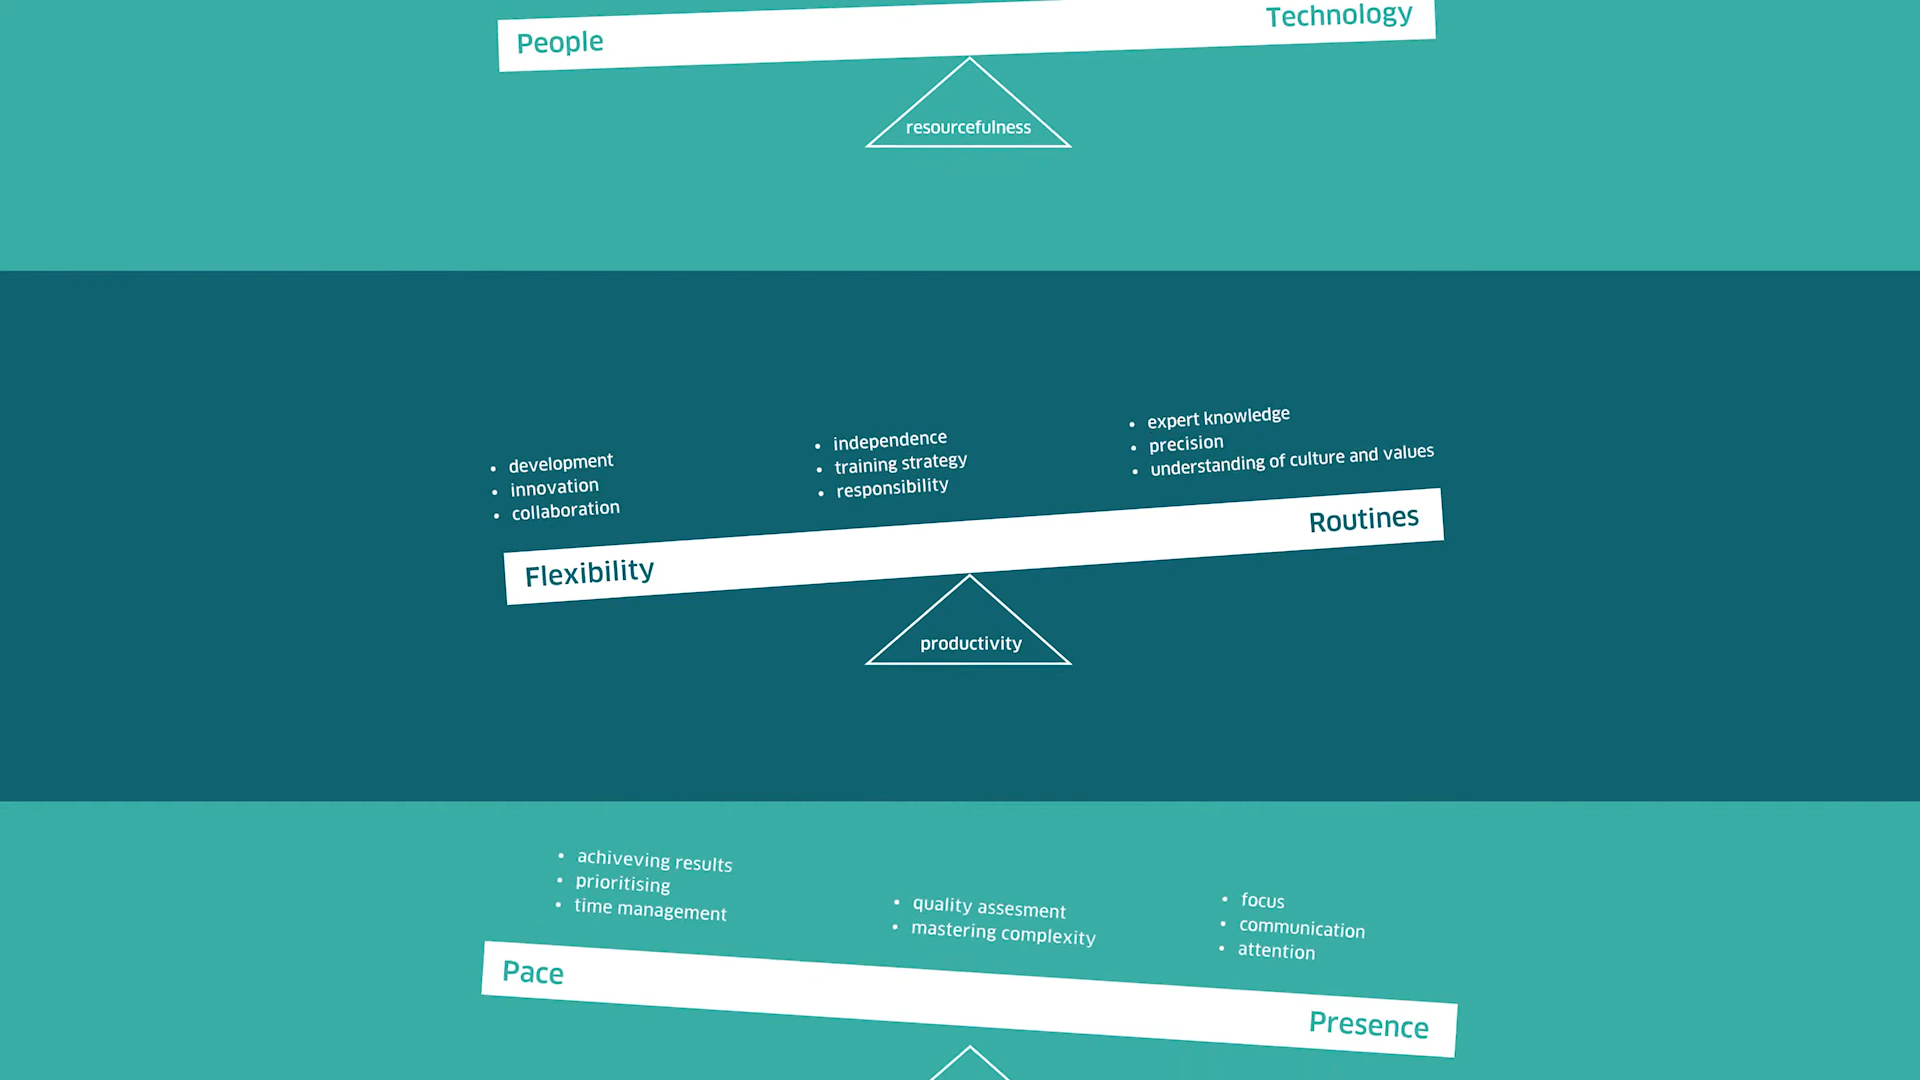 People
Technology
resourcefulness
• development
• innovation
• collaboration
• independence
• training strategy
• responsibility
• expert knowledge
• precision
• understanding of culture and values
Flexibility
Routines
productivity
• achiveving results
• prioritising
• time management
• quality assesment
• mastering complexity
• focus
• communication
• attention
Pace
Presence